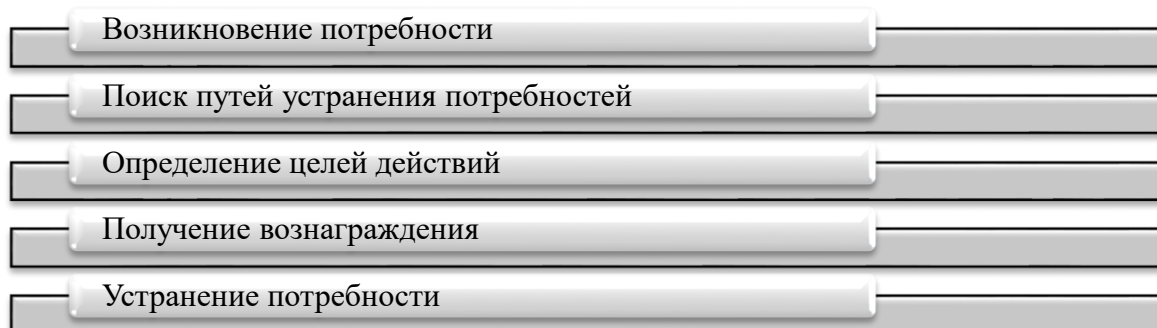 Возникновение потребности
Поиск путей устранения потребностей
Определение целей действий
Получение вознаграждения
Устранение потребности